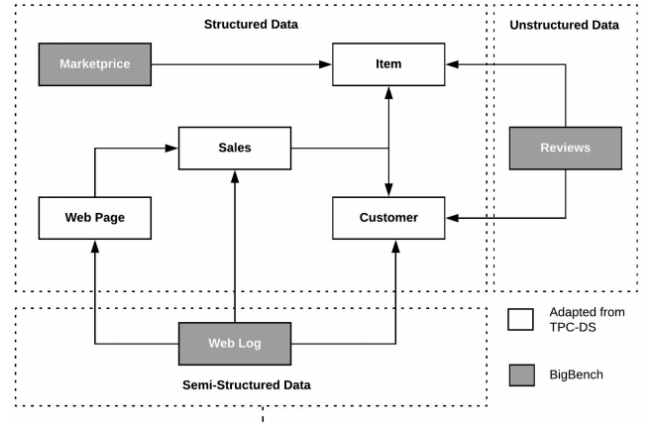 Structured Data
Unstructured Data
Marketprice
Item
Sales
Reviews
Web Page
Customer
Web Log
Semi-Structured Data
Adapted from
TPC-DS
BigBench